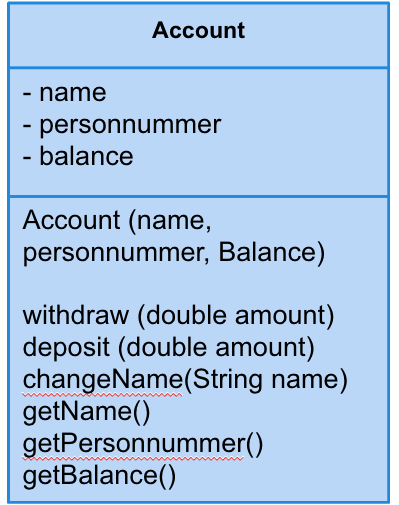 Account
- name
- personnummer
- balance
Account (name,
personnummer, Balance)
withdraw (double amount)
deposit (double amount)
changeName(String name)
getName()
getPersonnummer()
getBalance()